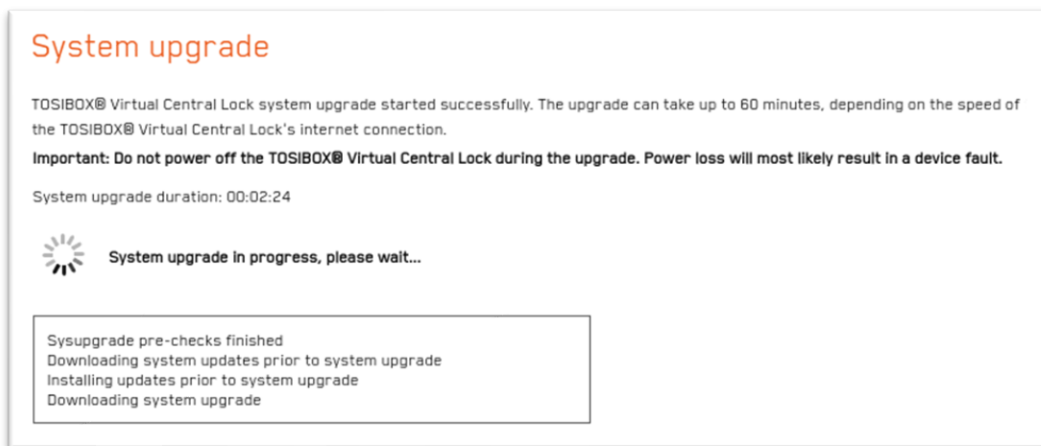 System upgrade
TOSIBOX® Virtual Central Lock system upgrade started successfully. The upgrade can take up to 60 minutes, depending on the speed of
the TOSIBOX® Virtual Central Lock's internet connection.
Important: Do not power off the TOSIBOX® Virtual Central Lock during the upgrade. Power loss will most likely result in a device fault.
System upgrade duration: 00:02:24
System upgrade in progress, please wait...
Sysupgrade pre-checks finished
Downloading system updates prior to system upgrade
Installing updates prior to system upgrade
Downloading system upgrade